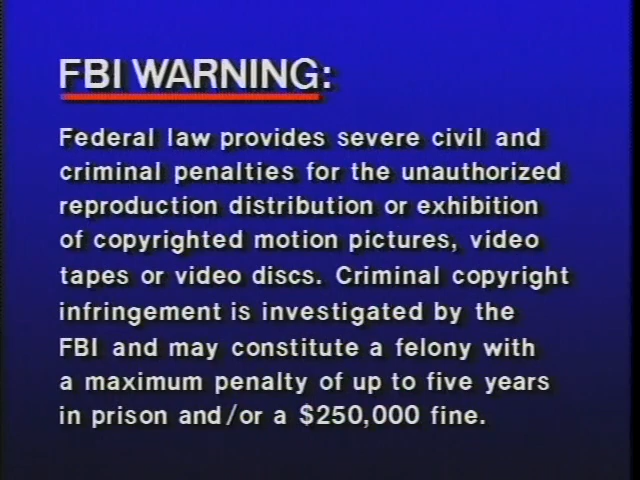 FBI WARNING:
Federal law provides severe civil and
criminal penalties for the unauthorized
reproduction distribution or exhibition
of copyrighted motion pictures, video
tapes or video discs. Criminal copyright
infringement is investigated by the
FBI and may constitute a felony with
a maximum penalty of up to five years
in prison and/or a $250,000 fine.